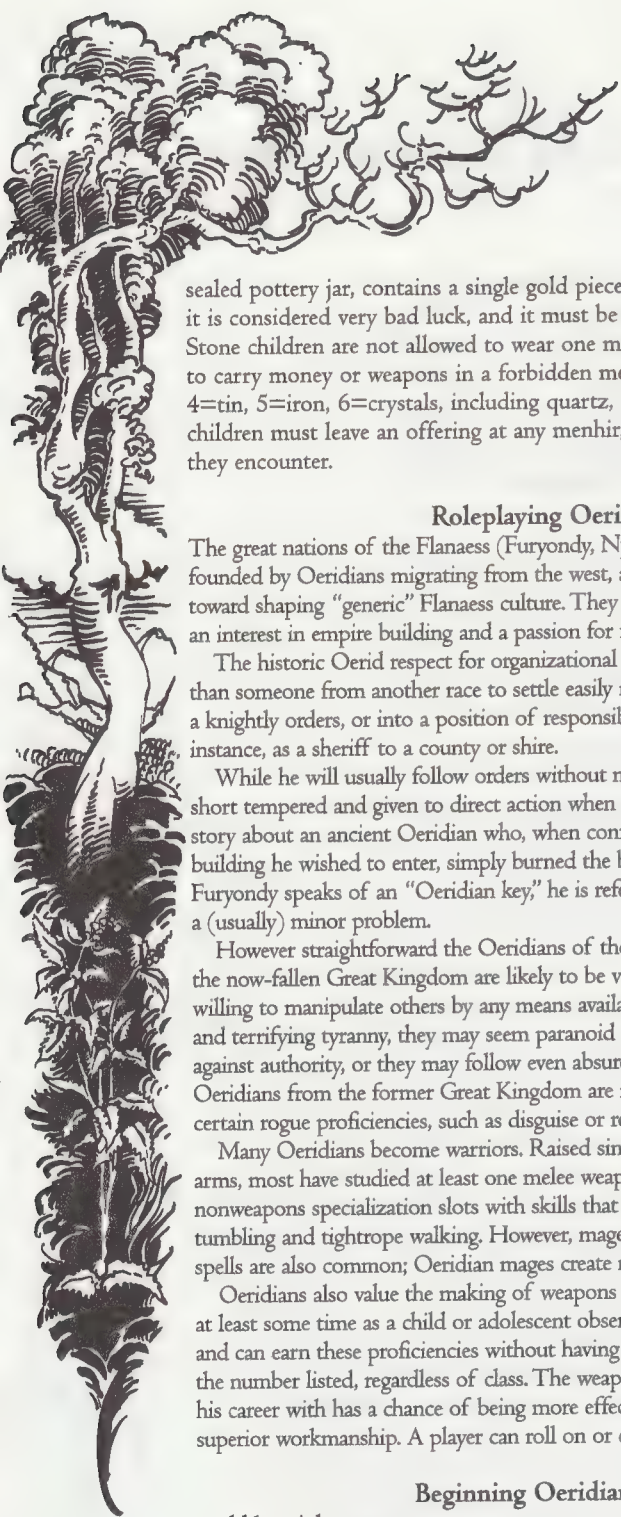 sealed pottery jar, contains a single gold piece
it is considered very bad luck, and it must be
Stone children are not allowed to wear one m
to carry money or weapons in a forbidden me
4=tin, 5=iron, 6=crystals, including quartz,
children must leave an offering at any menhir,
they encounter.
Roleplaying Oeri
The great nations of the Flanaess (Furyondy, N
founded by Oeridians migrating from the west, a
toward shaping "generic" Flanaess culture. They
an interest in empire building and a passion for
The historic Oerid respect for organizational
than someone from another race to settle easily
a knightly orders, or into a position of responsib
instance, as a sheriff to a county or shire.
While he will usually follow orders without
short tempered and given to direct action when
story about an ancient Oeridian who, when con
building he wished to enter, simply burned the
Furyondy speaks of an "Oeridian key," he is refe
a (usually) minor problem.
However straightforward the Oeridians of the
the now-fallen Great Kingdom are likely to be v
willing to manipulate others by any means availa
and terrifying tyranny, they may seem paranoid
against authority, or they may follow even absur
Oeridians from the former Great Kingdom are
certain rogue proficiencies, such as disguise or re
Many Oeridians become warriors. Raised sin
arms, most have studied at least one melee weap
nonweapons specialization slots with skills that
tumbling and tightrope walking. However, mage
spells are also common; Oeridian mages create
Oeridians also value the making of weapons
at least some time as a child or adolescent obser
and can earn these proficiencies without having
the number listed, regardless of class. The weap
his career with has a chance of being more effec
superior workmanship. A player can roll on or
Beginning Oeridian